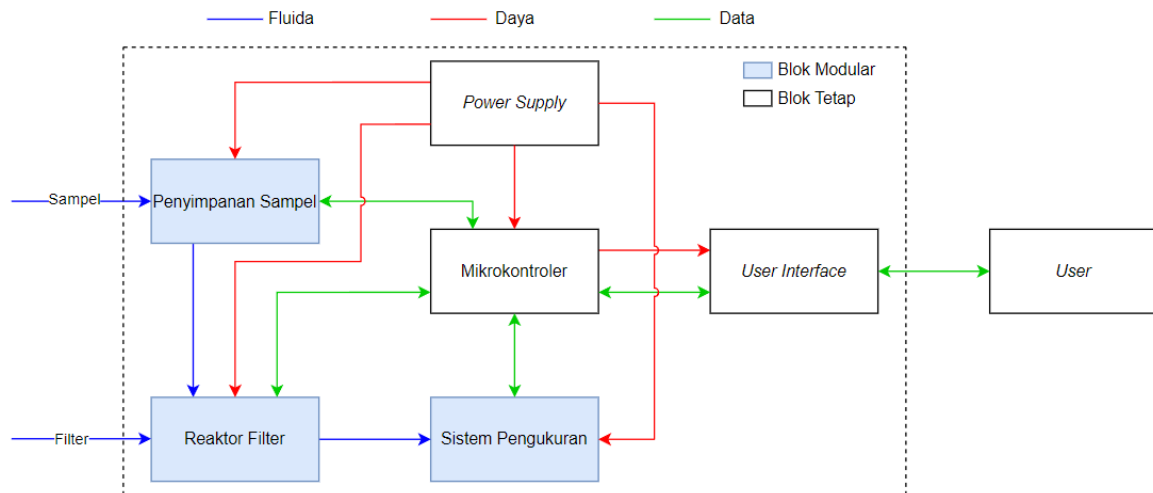 Fluida
Daya
Data
Power Supply
Blok Modular
Blok Tetap
Sampel
Penyimpanan Sampel
Mikrokontroler
User Interface
User
Filter
Reaktor Filter
Sistem Pengukuran